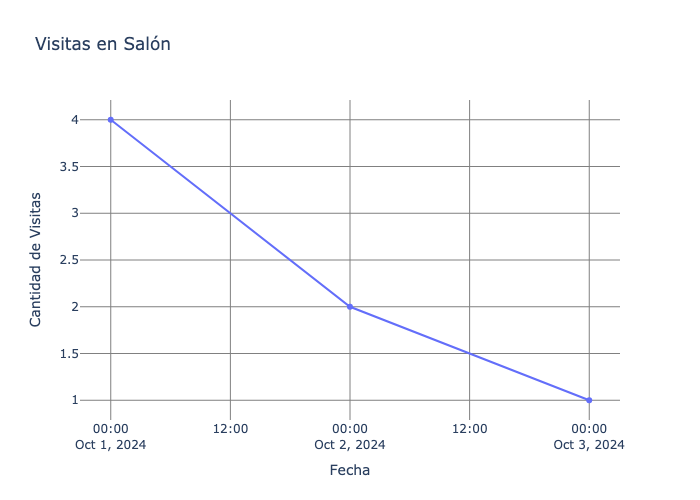 Visitas en Salón
Cantidad de Visitas
4
3.5
3
2.5
2
1.5
1
00:00 12:00 00:00 12:00 00:00
Oct 1, 2024 Oct 2, 2024 Oct 3, 2024
Fecha